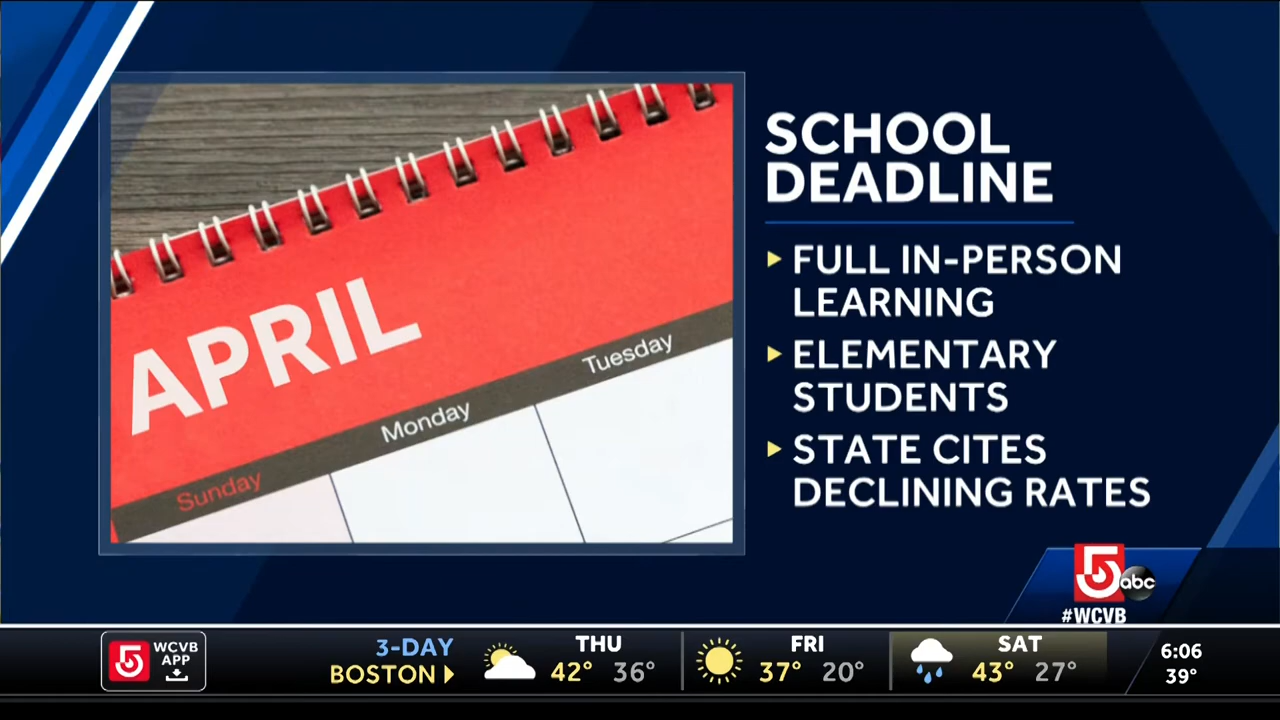 SCHOOL
DEADLINE
FULL IN-PERSON
LEARNING
ELEMENTARY
STUDENTS
STATE CITES
DECLINING RATES
APRIL
Sunday
Monday
Tuesday
5 abc
#WCVB
5 WCVB
APP
3-DAY
BOSTON
THU
42° 36°
FRI
37° 20°
SAT
43° 27°
6:06
39°